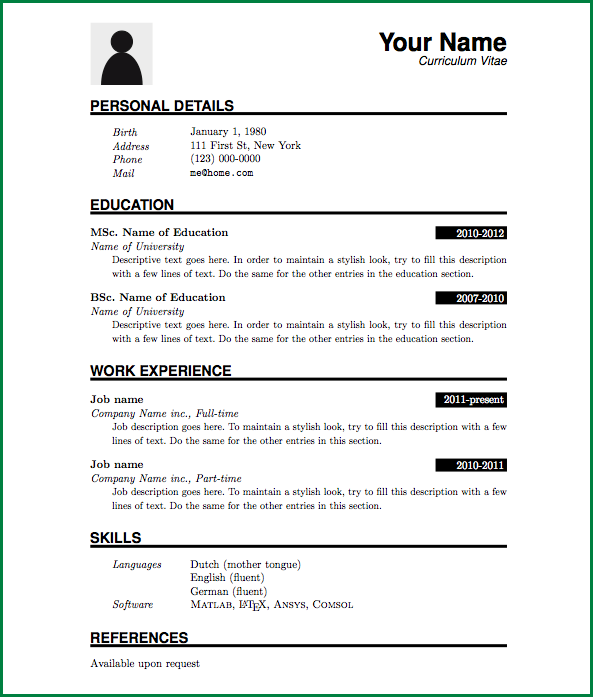 Your Name
Curriculum Vitae
PERSONAL DETAILS
Birth January 1, 1980
Address 111 First St, New York
Phone (123) 000-0000
Mail me@home.com
EDUCATION
MSc. Name of Education 2010-2012
Name of University
Descriptive text goes here. In order to maintain a stylish look, try to fill this description
with a few lines of text. Do the same for the other entries in the education section.
BSc. Name of Education 2007-2010
Name of University
Descriptive text goes here. In order to maintain a stylish look, try to fill this description
with a few lines of text. Do the same for the other entries in the education section.
WORK EXPERIENCE
Job name 2011-present
Company Name inc., Full-time
Job description goes here. To maintain a stylish look, try to fill this description with a few
lines of text. Do the same for the other entries in this section.
Job name 2010-2011
Company Name inc., Part-time
Job description goes here. To maintain a stylish look, try to fill this description with a few
lines of text. Do the same for the other entries in this section.
SKILLS
Languages Dutch (mother tongue)
English (fluent)
German (fluent)
Software MATLAB, LATEX, ANSYS, COMSOL
REFERENCES
Available upon request